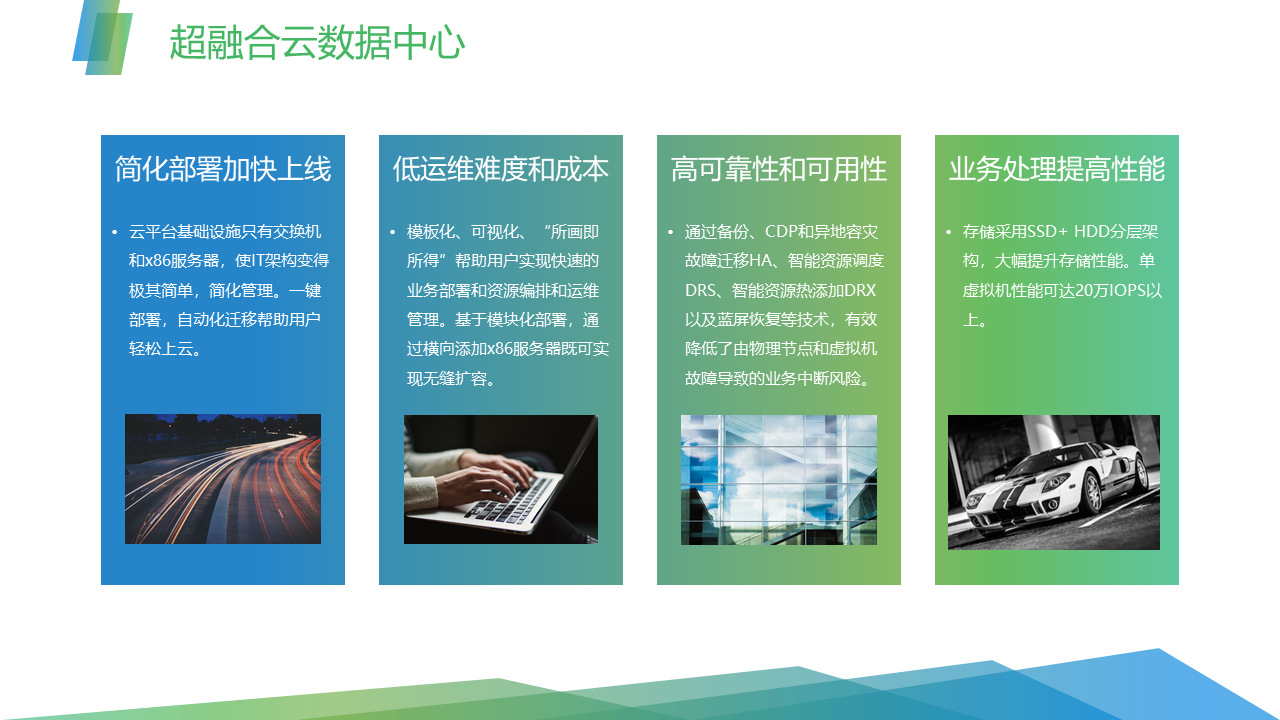 超融合云数据中心
简化部署加快上线
• 云平台基础设施只有交换机
和x86服务器，使IT架构变得
极其简单，简化管理。一键
部署，自动化迁移帮助用户
轻松上云。
低运维难度和成本
• 模板化、可视化、“所画即
所得”帮助用户实现快速的
业务部署和资源编排和运维
管理。基于模块化部署，通
过横向添加x86服务器既可实
现无缝扩容。
高可靠性和可用性
• 通过备份、CDP和异地容灾
故障迁移HA、智能资源调度
DRS、智能资源热添加DRX
以及蓝屏恢复等技术，有效
降低了由物理节点和虚拟机
故障导致的业务中断风险。
业务处理提高性能
• 存储采用SSD+ HDD分层架
构，大幅提升存储性能。单
虚拟机性能可达20万IOPS以
上。